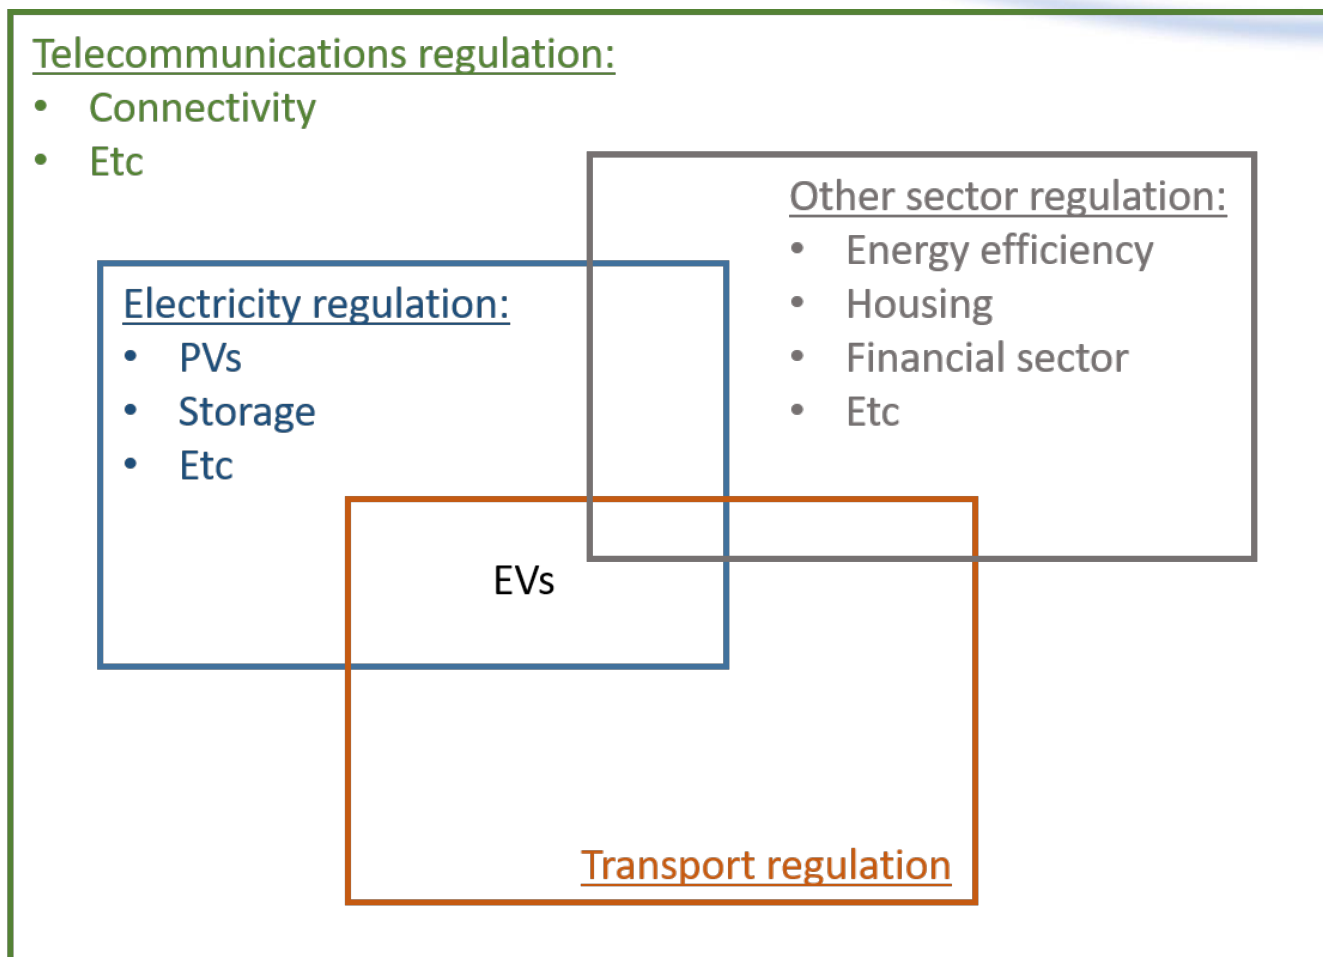 Telecommunications regulation:
• Connectivity
• Etc
Other sector regulation:
• Energy efficiency
• Housing
• Financial sector
• Etc
Electricity regulation:
• PVs
• Storage
• Etc
EVs
Transport regulation